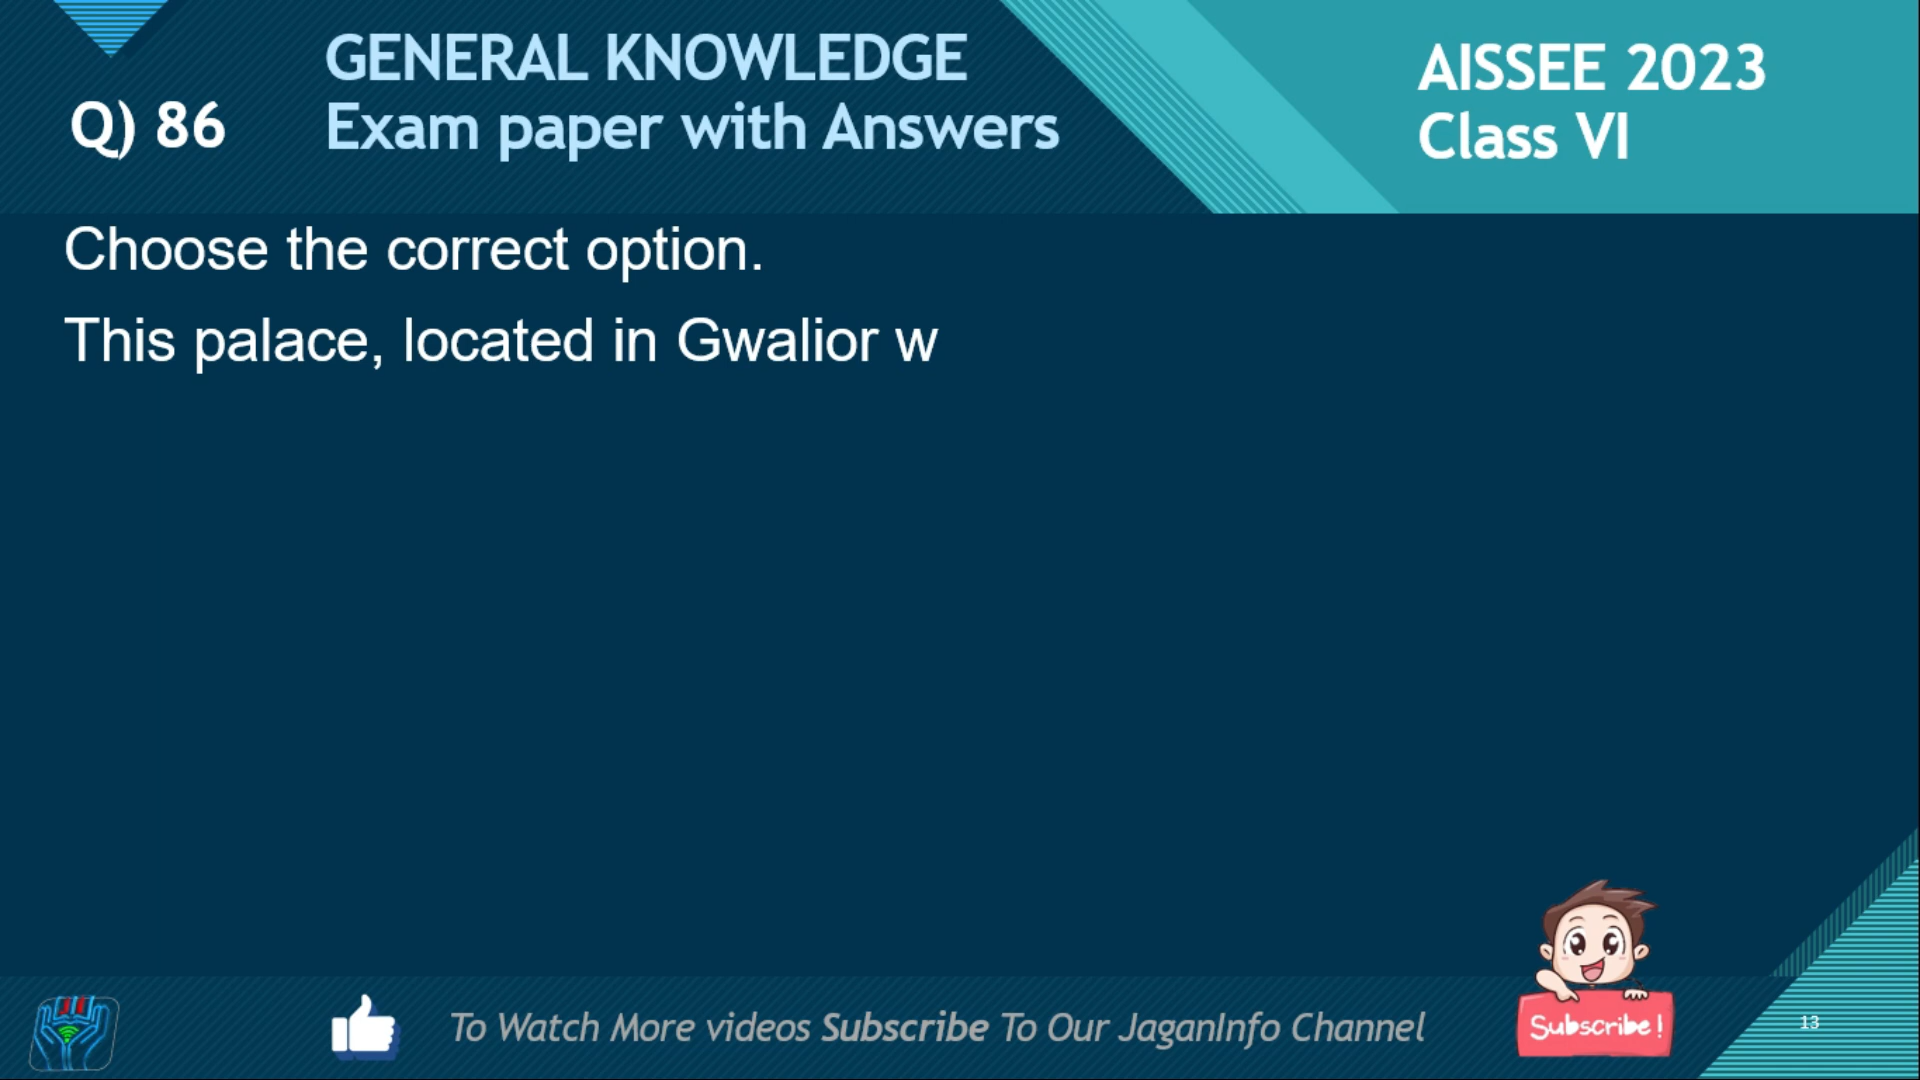 GENERAL KNOWLEDGE
Q) 86
Exam paper with Answers
AISSEE 2023
Class VI
Choose the correct option.
This palace, located in Gwalior w
To Watch More videos Subscribe To Our JaganInfo Channel
Subscribe!
13